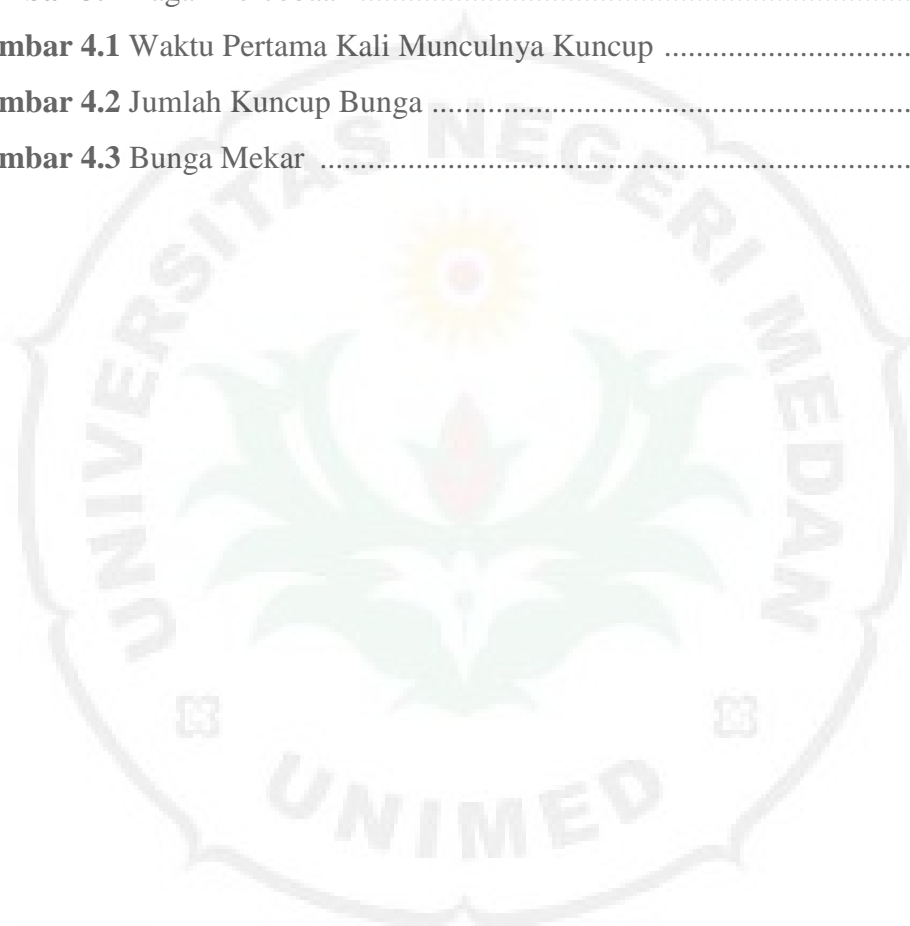 mbar 4.1 Waktu Pertama Kali Munculnya Kuncup ...............................
mbar 4.2 Jumlah Kuncup Bunga ............................................................
mbar 4.3 Bunga Mekar ...........................................................................
UNIVERSITAS NEGERI MEDAN
UNIMED